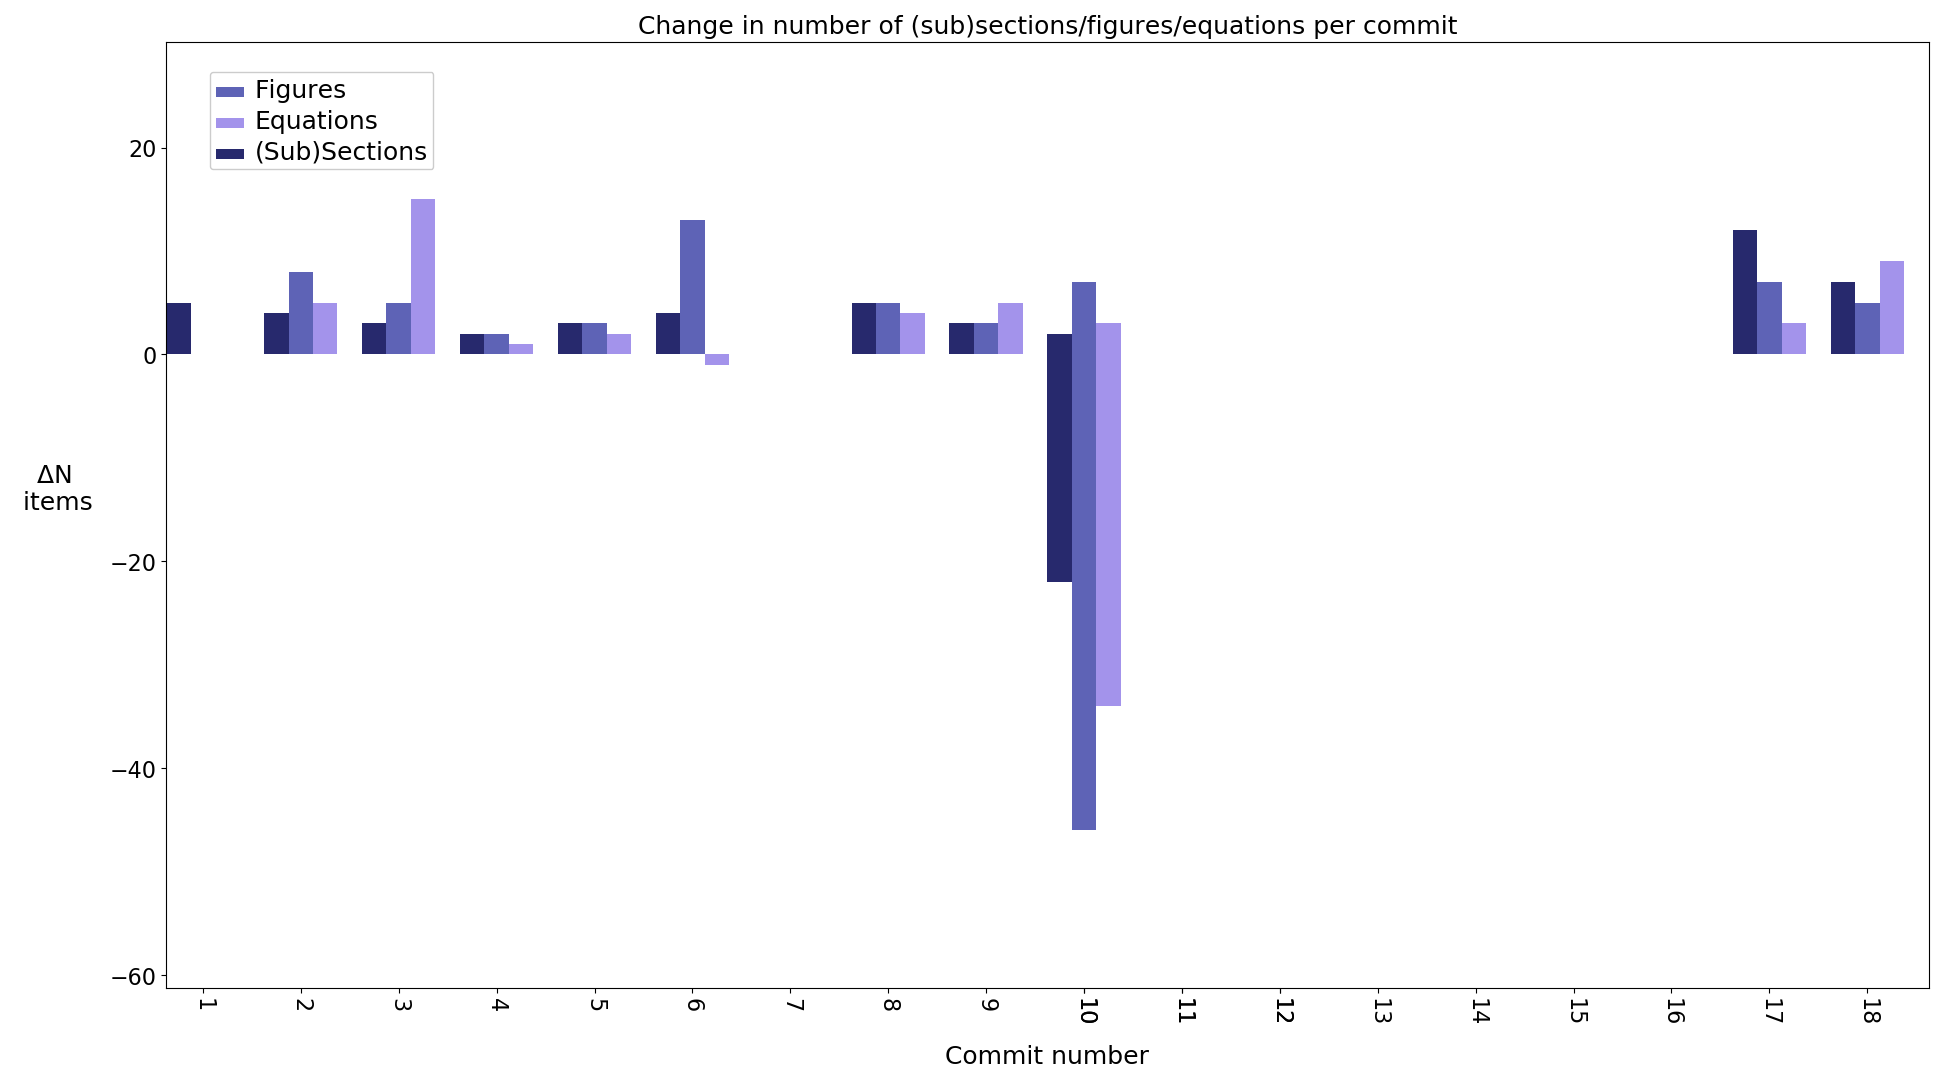 Change in number of (sub)sections/figures/equations per commit
Figures
Equations
(Sub)Sections
20
0
−20
−40
−60
ΔN
items
1 2 3 4 5 6 7 8 9 10 11 12 13 14 15 16 17 18
Commit number